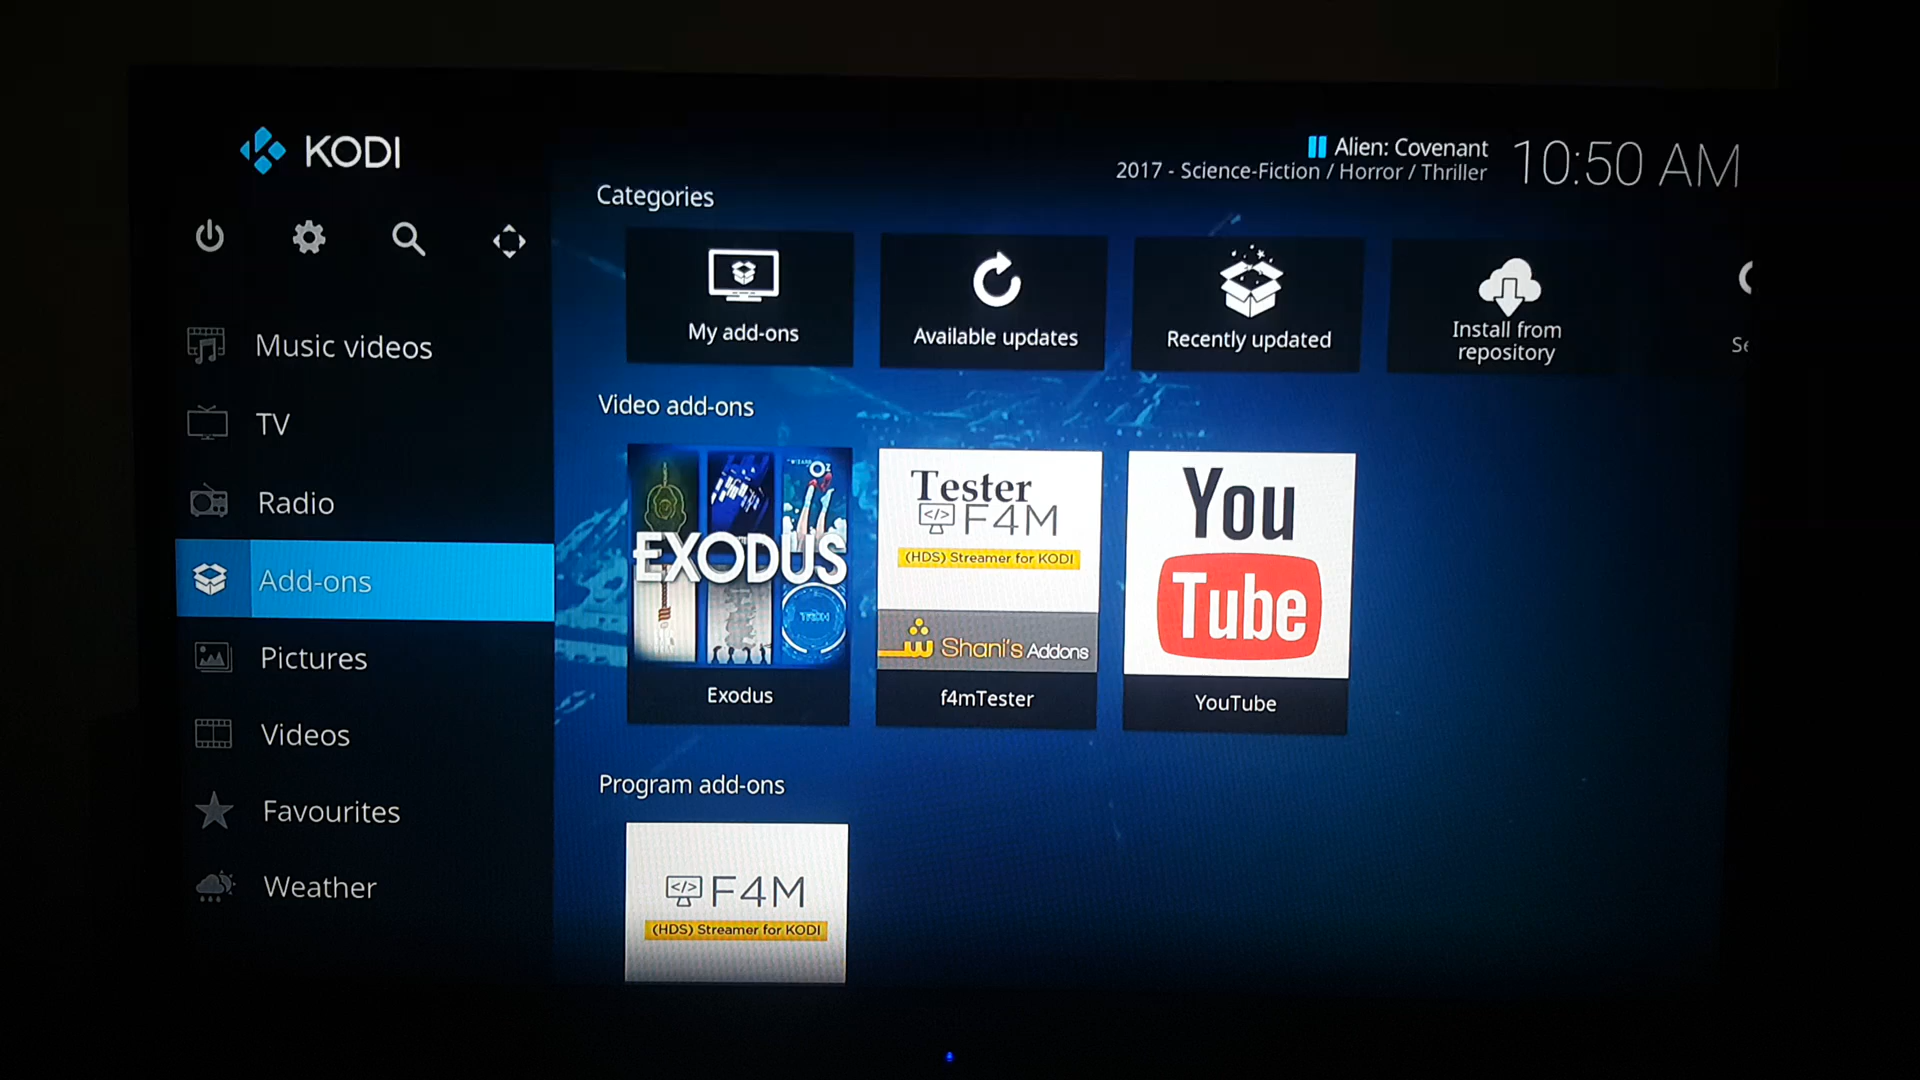 KODI
Alien: Covenant
2017 - Science-Fiction / Horror / Thriller
10:50 AM
Categories
My add-ons
Available updates
Recently updated
Install from
repository
Se
Music videos
TV
Radio
Add-ons
Pictures
Videos
Favourites
Weather
Video add-ons
OZ
EXODUS
TRON
Exodus
Tester
</> F4M
(HDS) Streamer for KODI
ش Shani's Addons
f4mTester
You
Tube
YouTube
Program add-ons
</> F4M
(HDS) Streamer for KODI